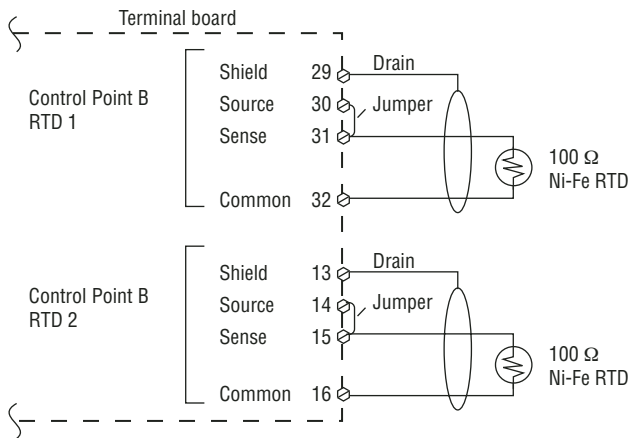 Terminal board
Control Point B
RTD 1
Shield 29
Source 30
Sense 31
Common 32
Drain
Jumper
100 Ω
Ni-Fe RTD
Control Point B
RTD 2
Shield 13
Source 14
Sense 15
Common 16
Drain
Jumper
100 Ω
Ni-Fe RTD